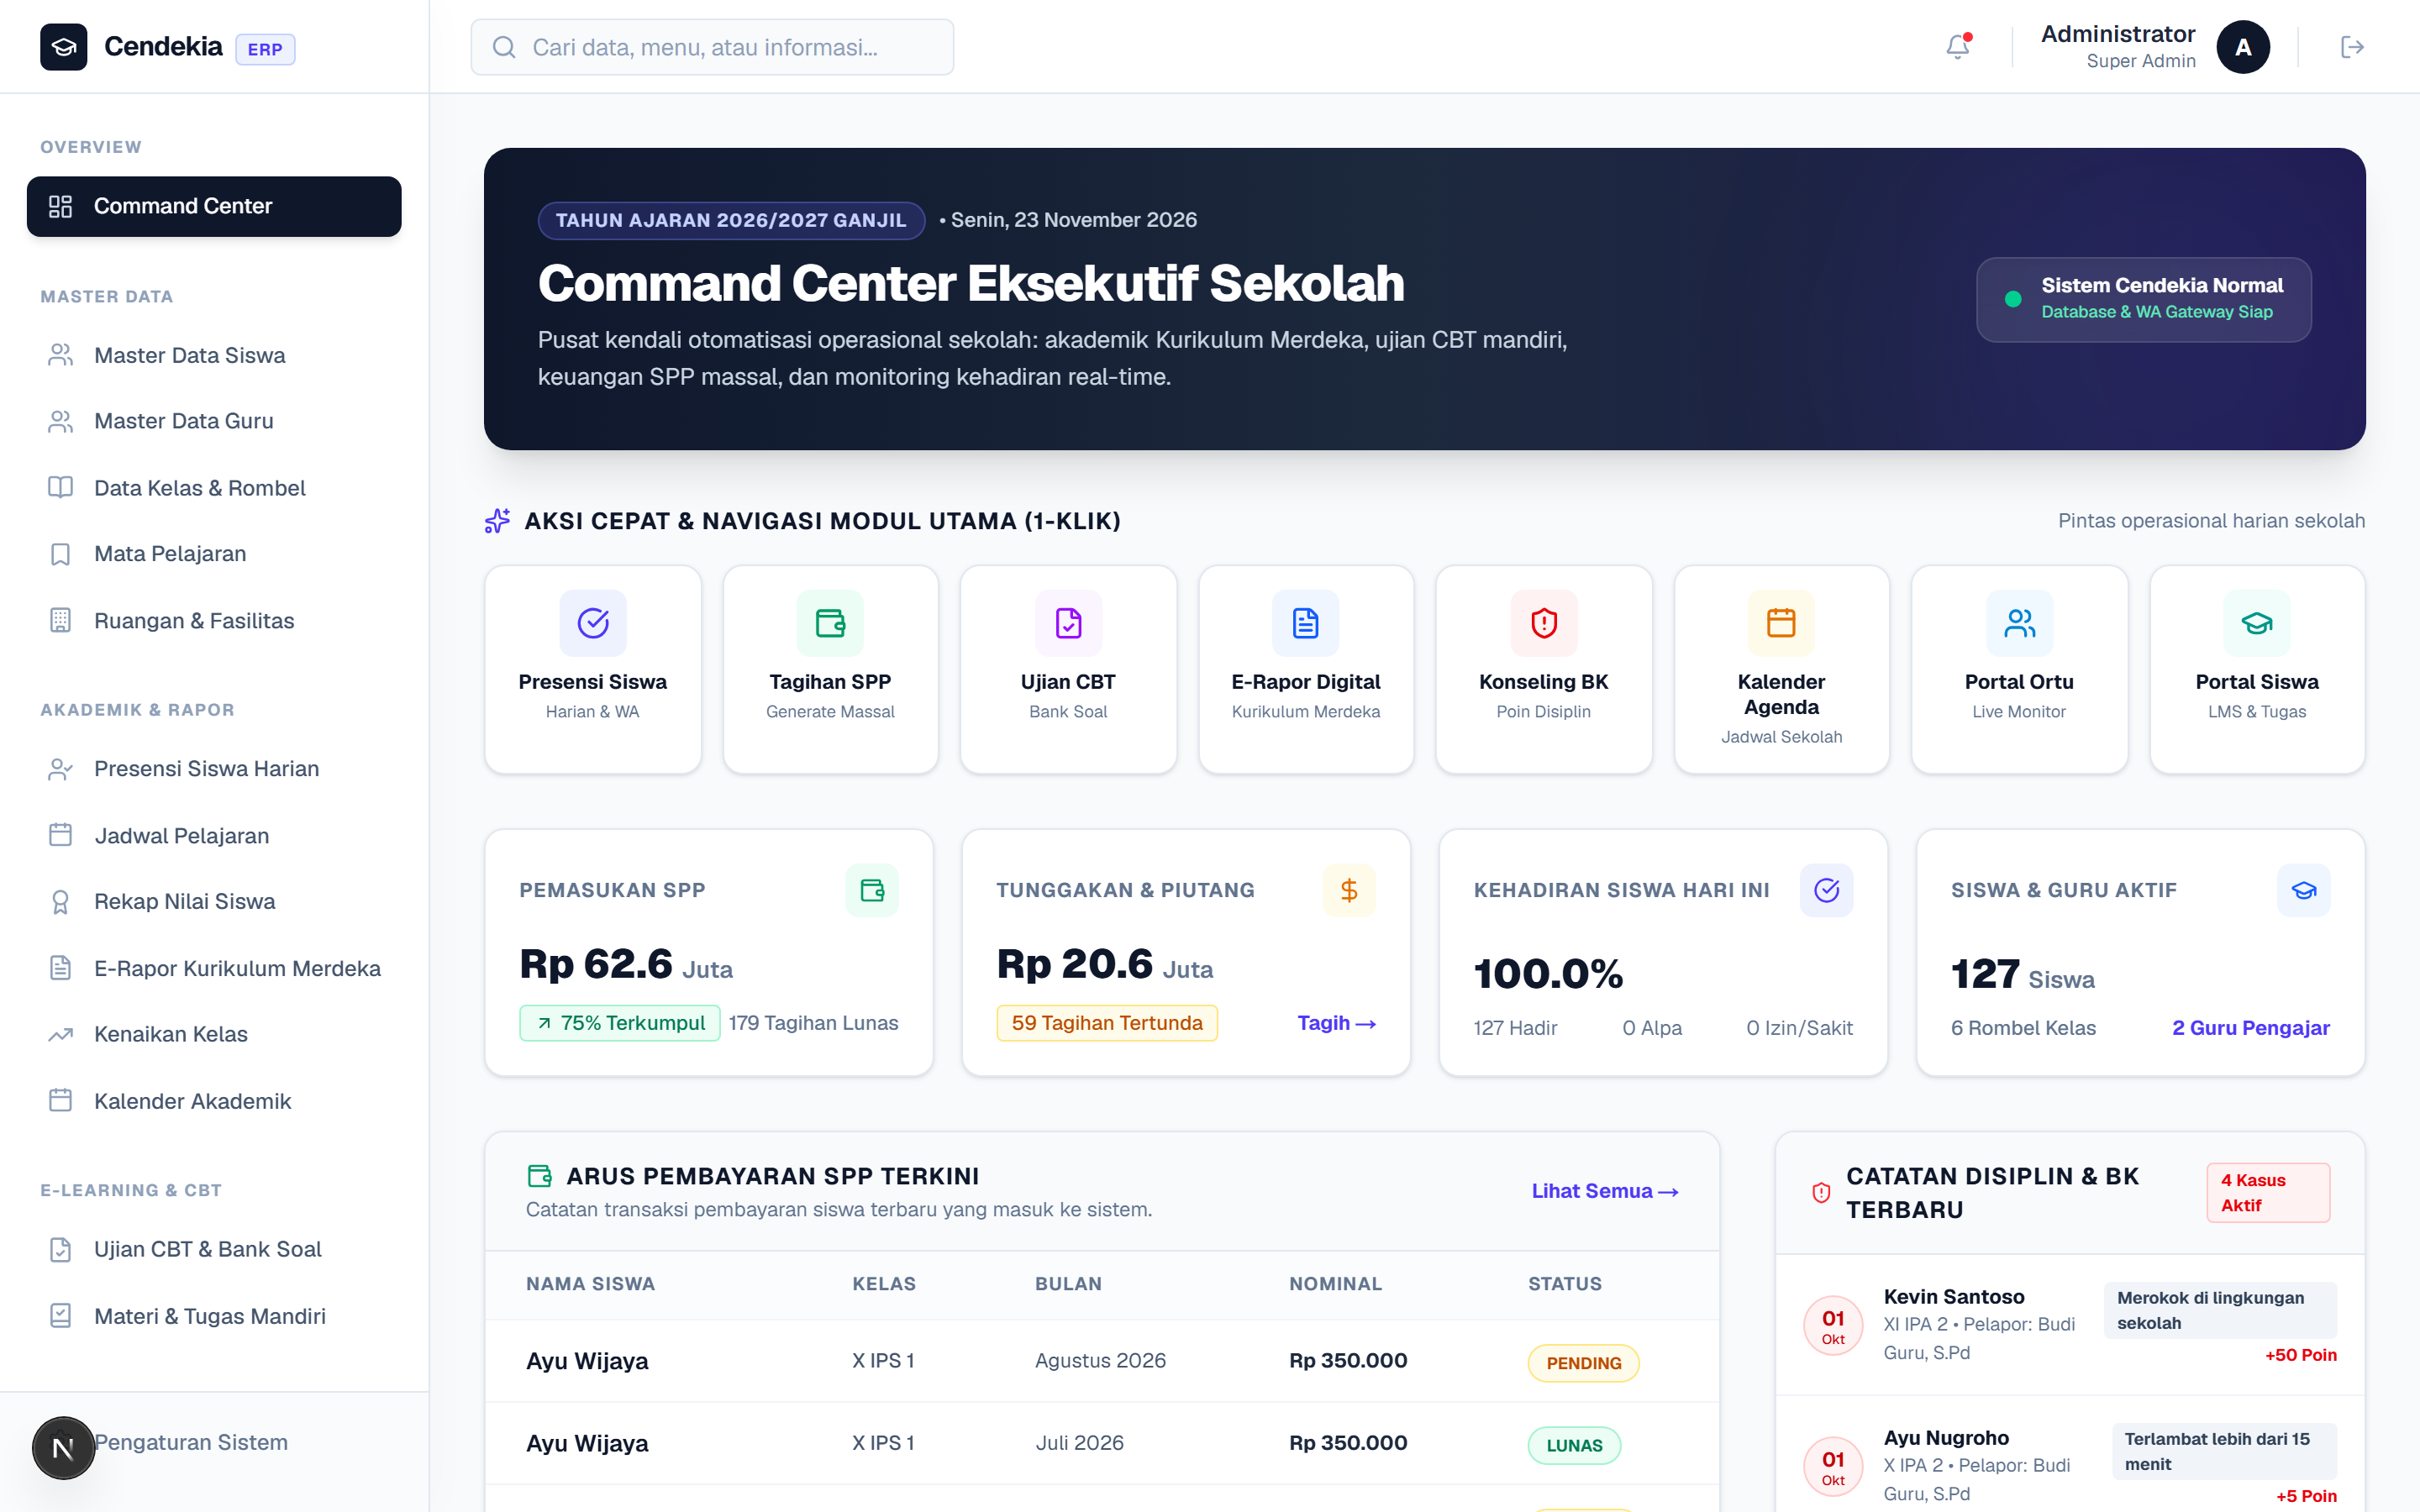 Cendekia ERP
Cari data, menu, atau informasi...
Administrator
Super Admin
A
OVERVIEW
Command Center
MASTER DATA
Master Data Siswa
Master Data Guru
Data Kelas & Rombel
Mata Pelajaran
Ruangan & Fasilitas
AKADEMIK & RAPOR
Presensi Siswa Harian
Jadwal Pelajaran
Rekap Nilai Siswa
E-Rapor Kurikulum Merdeka
Kenaikan Kelas
Kalender Akademik
E-LEARNING & CBT
Ujian CBT & Bank Soal
Materi & Tugas Mandiri
N
Pengaturan Sistem
TAHUN AJARAN 2026/2027 GANJIL • Senin, 23 November 2026
Command Center Eksekutif Sekolah
Pusat kendali otomatisasi operasional sekolah: akademik Kurikulum Merdeka, ujian CBT mandiri,
keuangan SPP massal, dan monitoring kehadiran real-time.
Sistem Cendekia Normal
Database & WA Gateway Siap
AKSI CEPAT & NAVIGASI MODUL UTAMA (1-KLIK)
Pintas operasional harian sekolah
Presensi Siswa
Harian & WA
Tagihan SPP
Generate Massal
Ujian CBT
Bank Soal
E-Rapor Digital
Kurikulum Merdeka
Konseling BK
Poin Disiplin
Kalender
Agenda
Jadwal Sekolah
Portal Ortu
Live Monitor
Portal Siswa
LMS & Tugas
PEMASUKAN SPP
Rp 62.6 Juta
75% Terkumpul 179 Tagihan Lunas
TUNGGAKAN & PIUTANG
Rp 20.6 Juta
59 Tagihan Tertunda Tagih →
KEHADIRAN SISWA HARI INI
100.0%
127 Hadir 0 Alpa 0 Izin/Sakit
SISWA & GURU AKTIF
127 Siswa
6 Rombel Kelas 2 Guru Pengajar
ARUS PEMBAYARAN SPP TERKINI
Catatan transaksi pembayaran siswa terbaru yang masuk ke sistem.
Lihat Semua →
NAMA SISWA KELAS BULAN NOMINAL STATUS
Ayu Wijaya X IPS 1 Agustus 2026 Rp 350.000 PENDING
Ayu Wijaya X IPS 1 Juli 2026 Rp 350.000 LUNAS
CATATAN DISIPLIN & BK
TERBARU
4 Kasus
Aktif
01
Okt
Kevin Santoso
XI IPA 2 • Pelapor: Budi
Guru, S.Pd
Merokok di lingkungan
sekolah
+50 Poin
01
Okt
Ayu Nugroho
X IPA 2 • Pelapor: Budi
Guru, S.Pd
Terlambat lebih dari 15
menit
+5 Poin